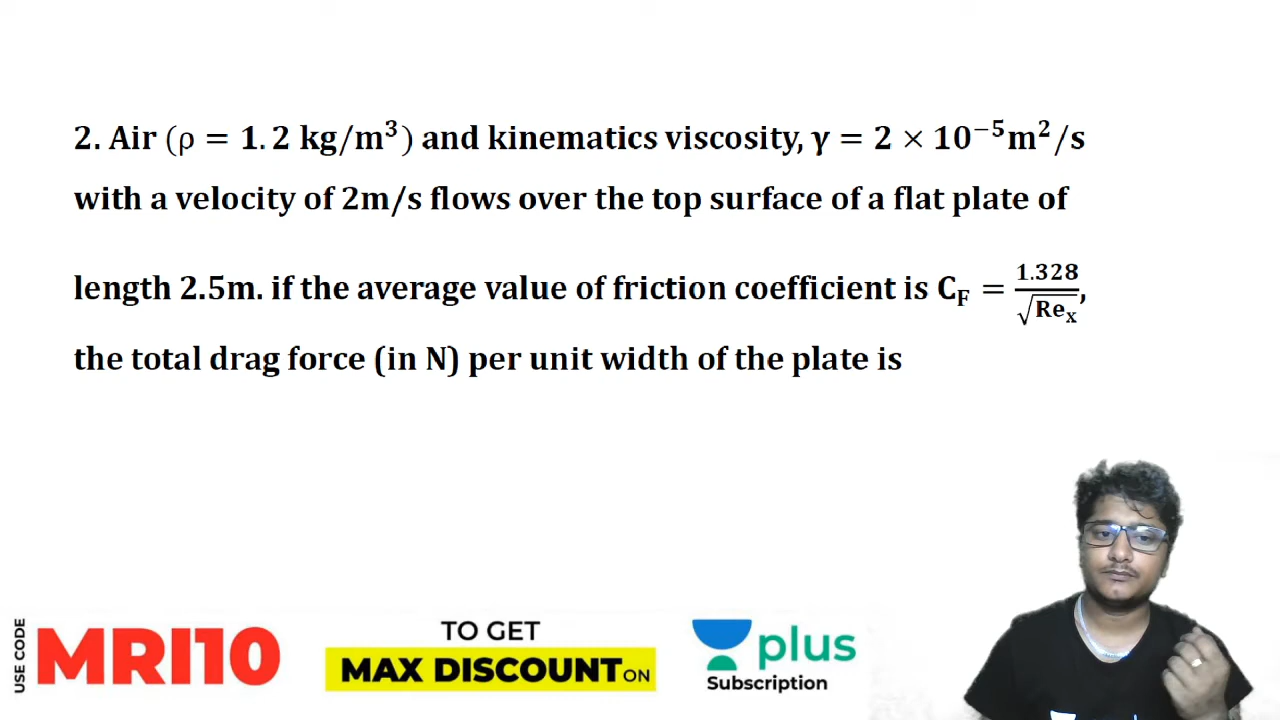 2. Air (ρ = 1.2 kg/m³) and kinematics viscosity, γ = 2 × 10⁻⁵m²/s
with a velocity of 2m/s flows over the top surface of a flat plate of
length 2.5m. if the average value of friction coefficient is C_F = 1.328/√Re_x,
the total drag force (in N) per unit width of the plate is
USE CODE
MRI10
TO GET
MAX DISCOUNT ON
plus
Subscription